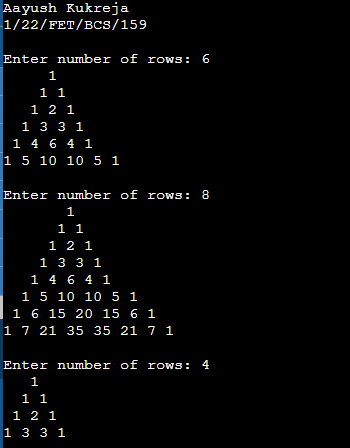 Aayush Kukreja
1/22/FET/BCS/159

Enter number of rows: 6
     1
    1 1
   1 2 1
  1 3 3 1
 1 4 6 4 1
1 5 10 10 5 1

Enter number of rows: 8
       1
      1 1
     1 2 1
    1 3 3 1
   1 4 6 4 1
  1 5 10 10 5 1
 1 6 15 20 15 6 1
1 7 21 35 35 21 7 1

Enter number of rows: 4
   1
  1 1
 1 2 1
1 3 3 1